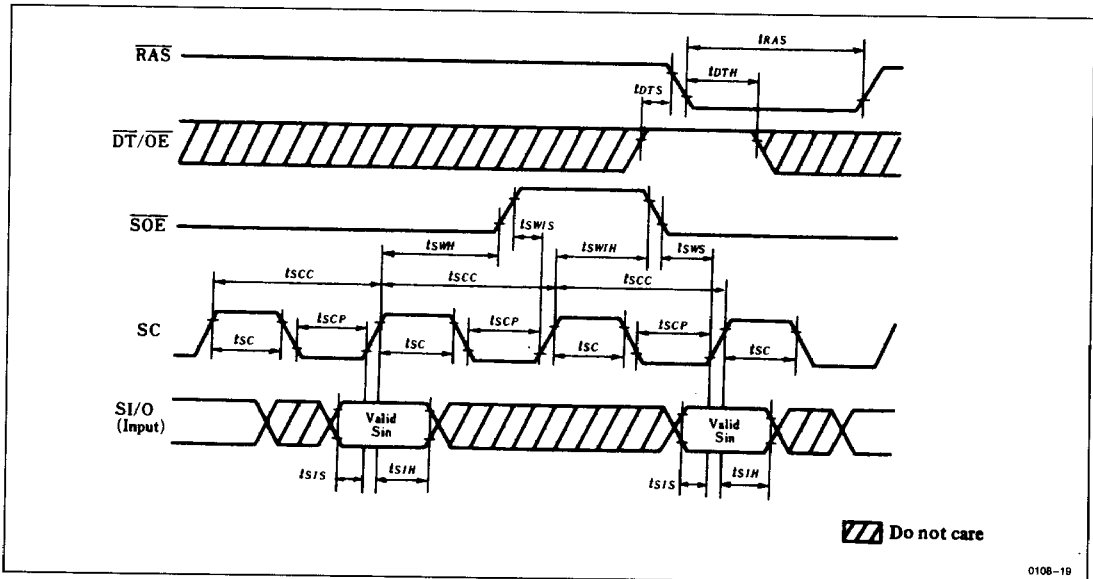 RAS
tRAS
tDTH
tDTS
DT/OE
SOE
tSWIS
tSWH
tSWIH
tSWS
tSCC
tSCC
tSCC
SC
tSCP
tSCP
tSCP
tSC
tSC
tSC
tSC
SI/O
(Input)
Valid
Sin
Valid
Sin
tSIS
tSIH
tSIS
tSIH
Do not care
0108-19